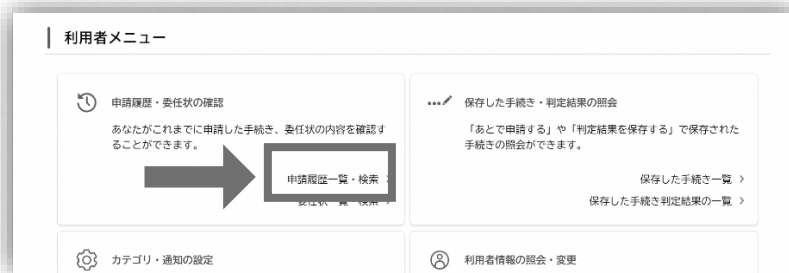 利用者メニュー
申請履歴・委任状の確認
あなたがこれまでに申請した手続き、委任状の内容を確認す
ることができます。
申請履歴一覧・検索
委任状一覧・検索
保存した手続き・判定結果の照会
「あとで申請する」や「判定結果を保存する」で保存された
手続きの照会ができます。
保存した手続き一覧
保存した手続き判定結果の一覧
カテゴリ・通知の設定
利用者情報の照会・変更